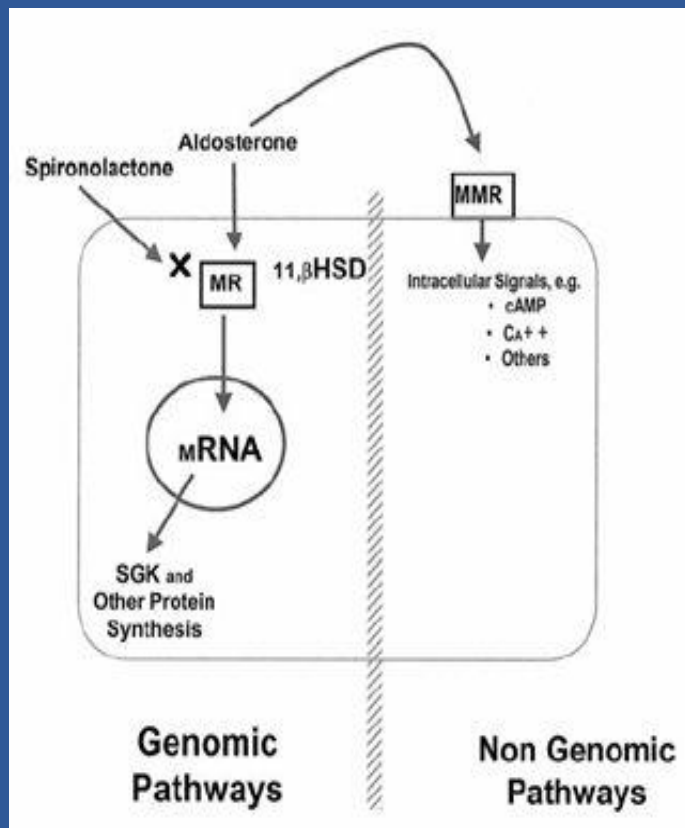 Aldosterone
Spironolactone
MMR
X
MR
11,βHSD
Intracellular Signals, e.g.
• cAMP
• CA++
• Others
mRNA
SGK and
Other Protein
Synthesis
Genomic
Pathways
Non Genomic
Pathways